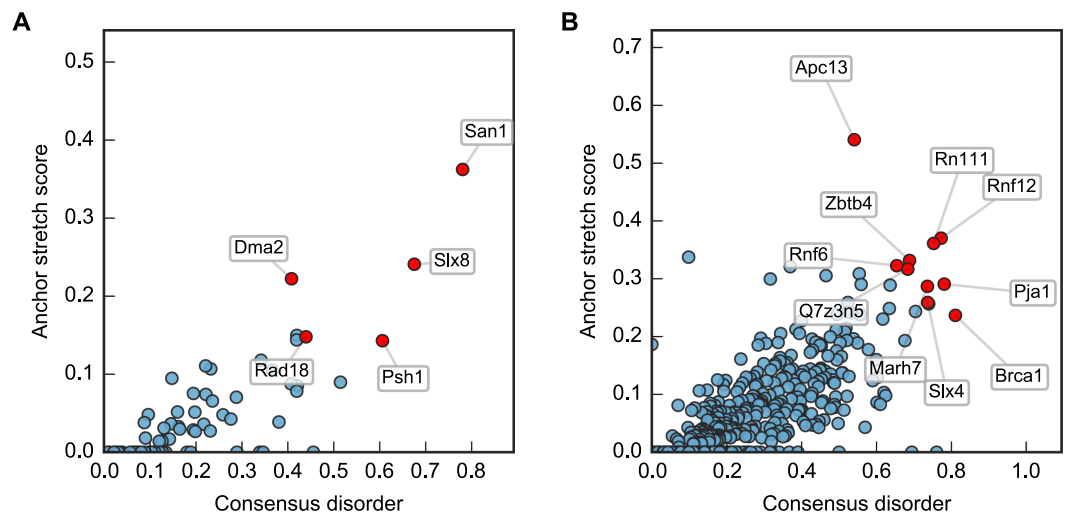 A
Anchor stretch score
0.5
0.4
0.3
0.2
0.1
0.0
San1
Dma2
Slx8
Rad18
Psh1
0.0 0.1 0.2 0.3 0.4 0.5 0.6 0.7 0.8
Consensus disorder
B
Anchor stretch score
0.7
0.6
0.5
0.4
0.3
0.2
0.1
0.0
Apc13
Rn111
Rnf12
Zbtb4
Rnf6
Pja1
Q7z3n5
Marh7
Slx4
Brca1
0.0 0.2 0.4 0.6 0.8 1.0
Consensus disorder